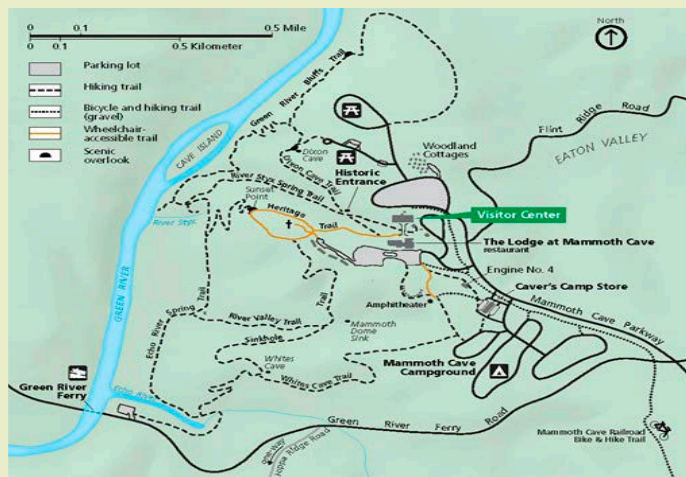 0 0.1 0.5 Mile
0 0.1 0.5 Kilometer
North
Parking lot
Hiking trail
Bicycle and hiking trail
(gravel)
Wheelchair-
accessible trail
Scenic
overlook
Green River Bluffs Trail
CAVE ISLAND
Dixon
Cave
Dixon Cave Trail
Woodland
Cottages
Flint Ridge Road
EATON VALLEY
Historic
Entrance
River Styx Spring Trail
Sunset
Point
River Styx
Heritage Trail
Visitor Center
The Lodge at Mammoth Cave
restaurant
Engine No. 4
Caver's Camp Store
Amphitheater
Mammoth Cave Parkway
GREEN RIVER
Echo River Spring Trail
River Valley Trail
Sinkhole
Mammoth
Dome
Sink
Whites
Cave
Whites Cave Trail
Mammoth Cave
Campground
Green River
Ferry
Echo River
Green River Ferry Road
one-way
Joppa Ridge Road
Mammoth Cave Railroad
Bike & Hike Trail